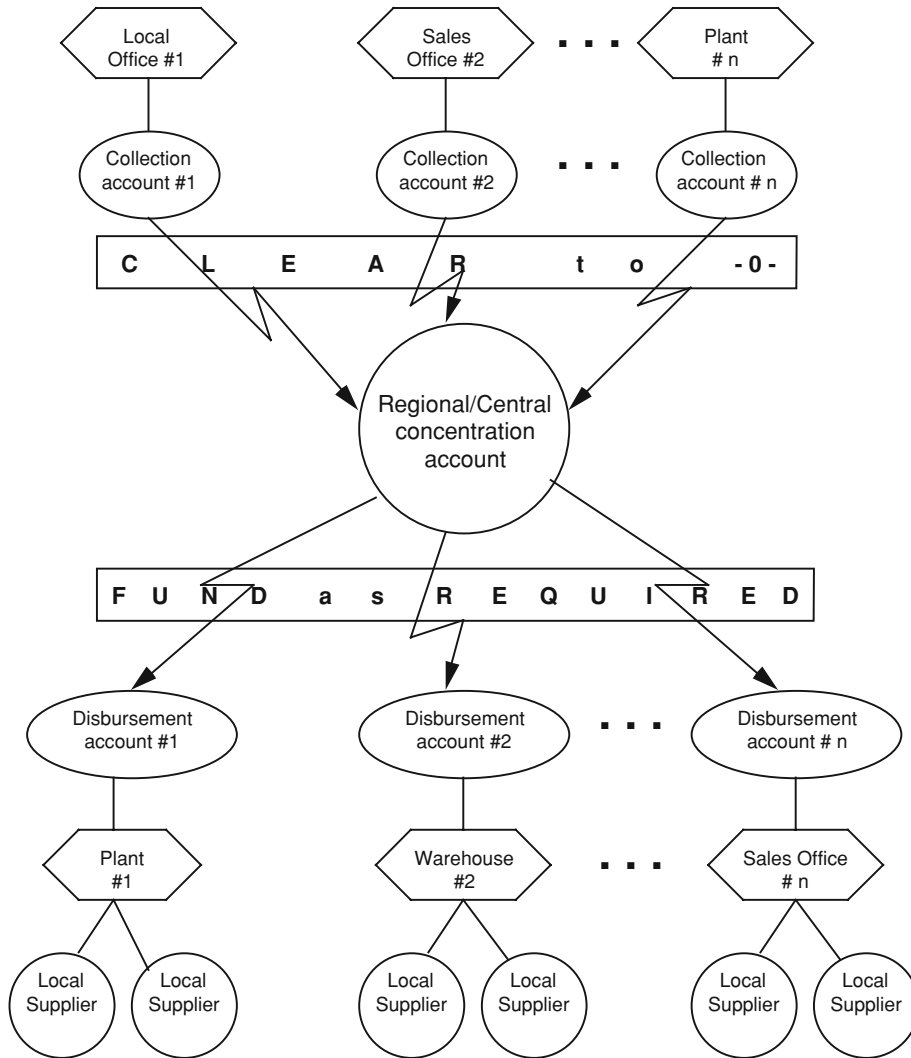 Local
Office #1
Sales
Office #2
. . .
Plant
# n
Collection
account #1
Collection
account #2
. . .
Collection
account # n
C L E A R t o - 0 -
Regional/Central
concentration
account
F U N D a s R E Q U I R E D
Disbursement
account #1
Disbursement
account #2
. . .
Disbursement
account # n
Plant
#1
Warehouse
#2
. . .
Sales Office
# n
Local
Supplier
Local
Supplier
Local
Supplier
Local
Supplier
Local
Supplier
Local
Supplier